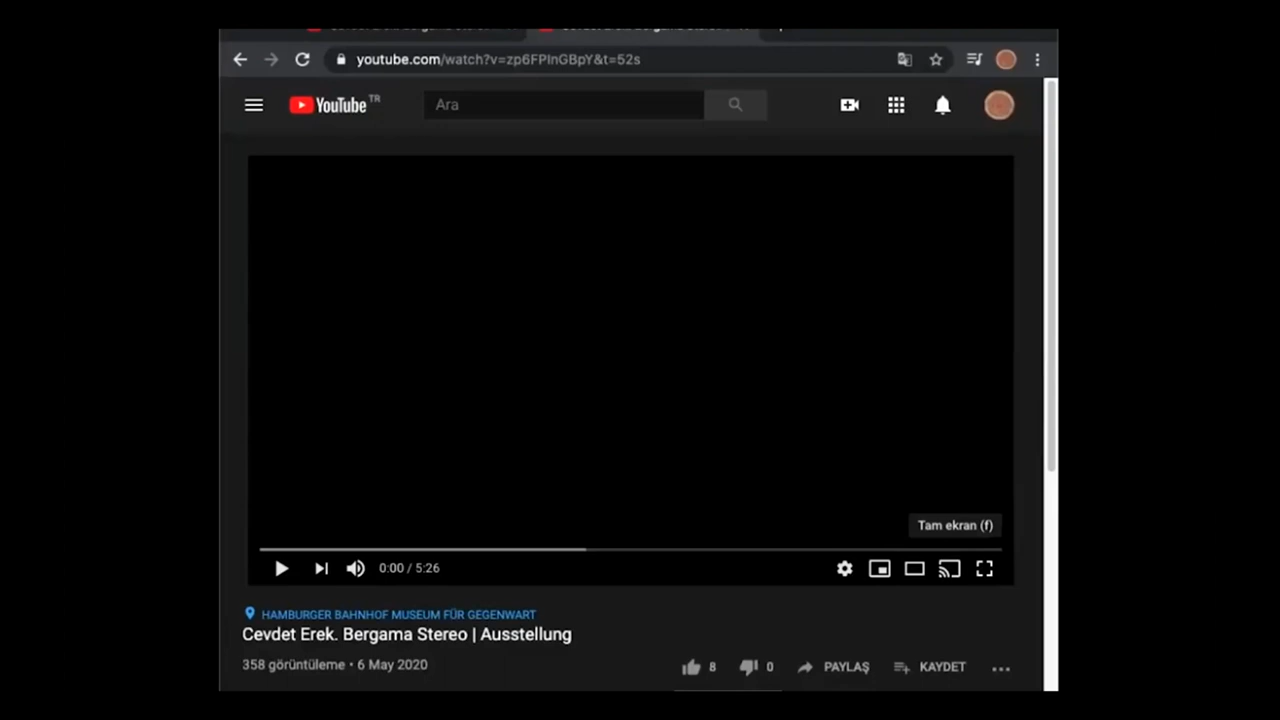 youtube.com/watch?v=zp6FPInGBpY&t=52s
YouTube TR
Ara
Tam ekran (f)
0:00 / 5:26
HAMBURGER BAHNHOF MUSEUM FÜR GEGENWART
Cevdet Erek. Bergama Stereo | Ausstellung
358 görüntüleme • 6 May 2020
8 0 PAYLAŞ KAYDET